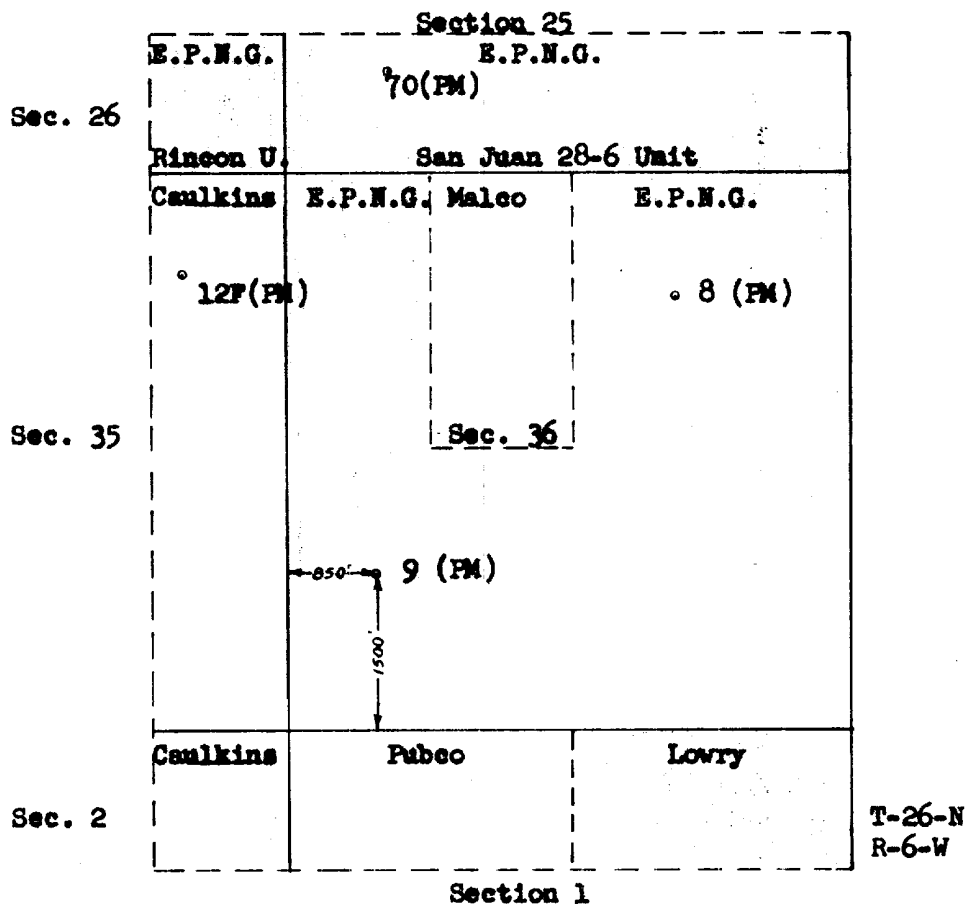 Section 25
E.P.N.G. E.P.N.G.
70(PM)
Sec. 26
Rincon U. San Juan 28-6 Unit
Caulkins E.P.N.G. Malco E.P.N.G.
12F(PM) 8 (PM)
Sec. 35 Sec. 36
850' 9 (PM)
1500'
Caulkins Pubco Lowry
Sec. 2 T-26-N
R-6-W
Section 1